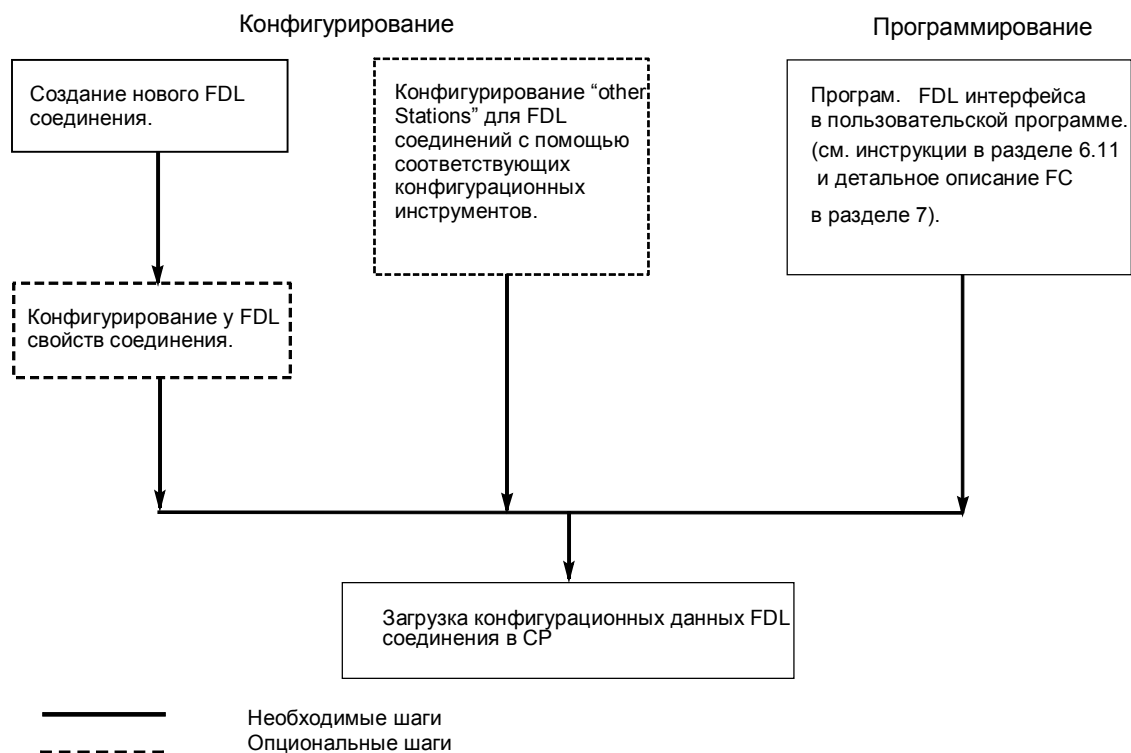 Конфигурирование
Программирование
Создание нового FDL
соединения.
Конфигурирование “other
Stations” для FDL
соединений с помощью
соответствующих
конфигурационных
инструментов.
Програм. FDL интерфейса
в пользовательской программе.
(см. инструкции в разделе 6.11
и детальное описание FC
в разделе 7).
Конфигурирование у FDL
свойств соединения.
Загрузка конфигурационных данных FDL
соединения в CP
Необходимые шаги
Опциональные шаги